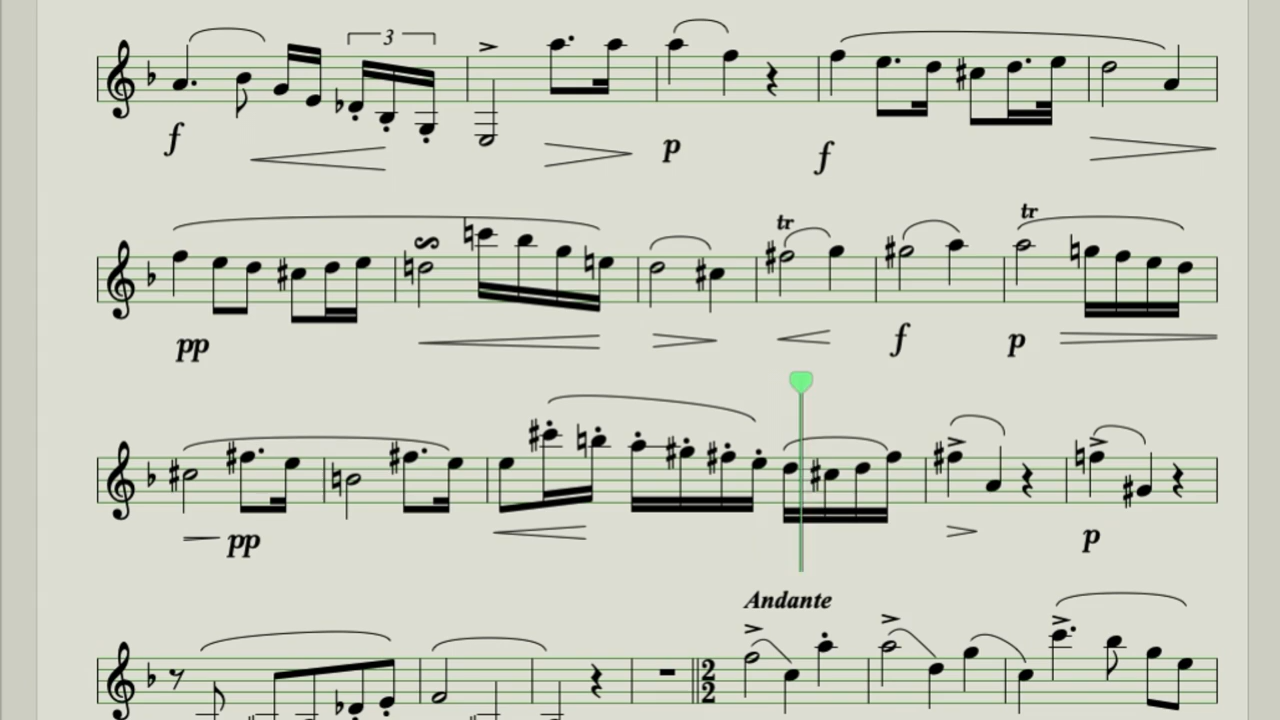 3
f p f
tr tr
pp f p
pp p
Andante
2
2